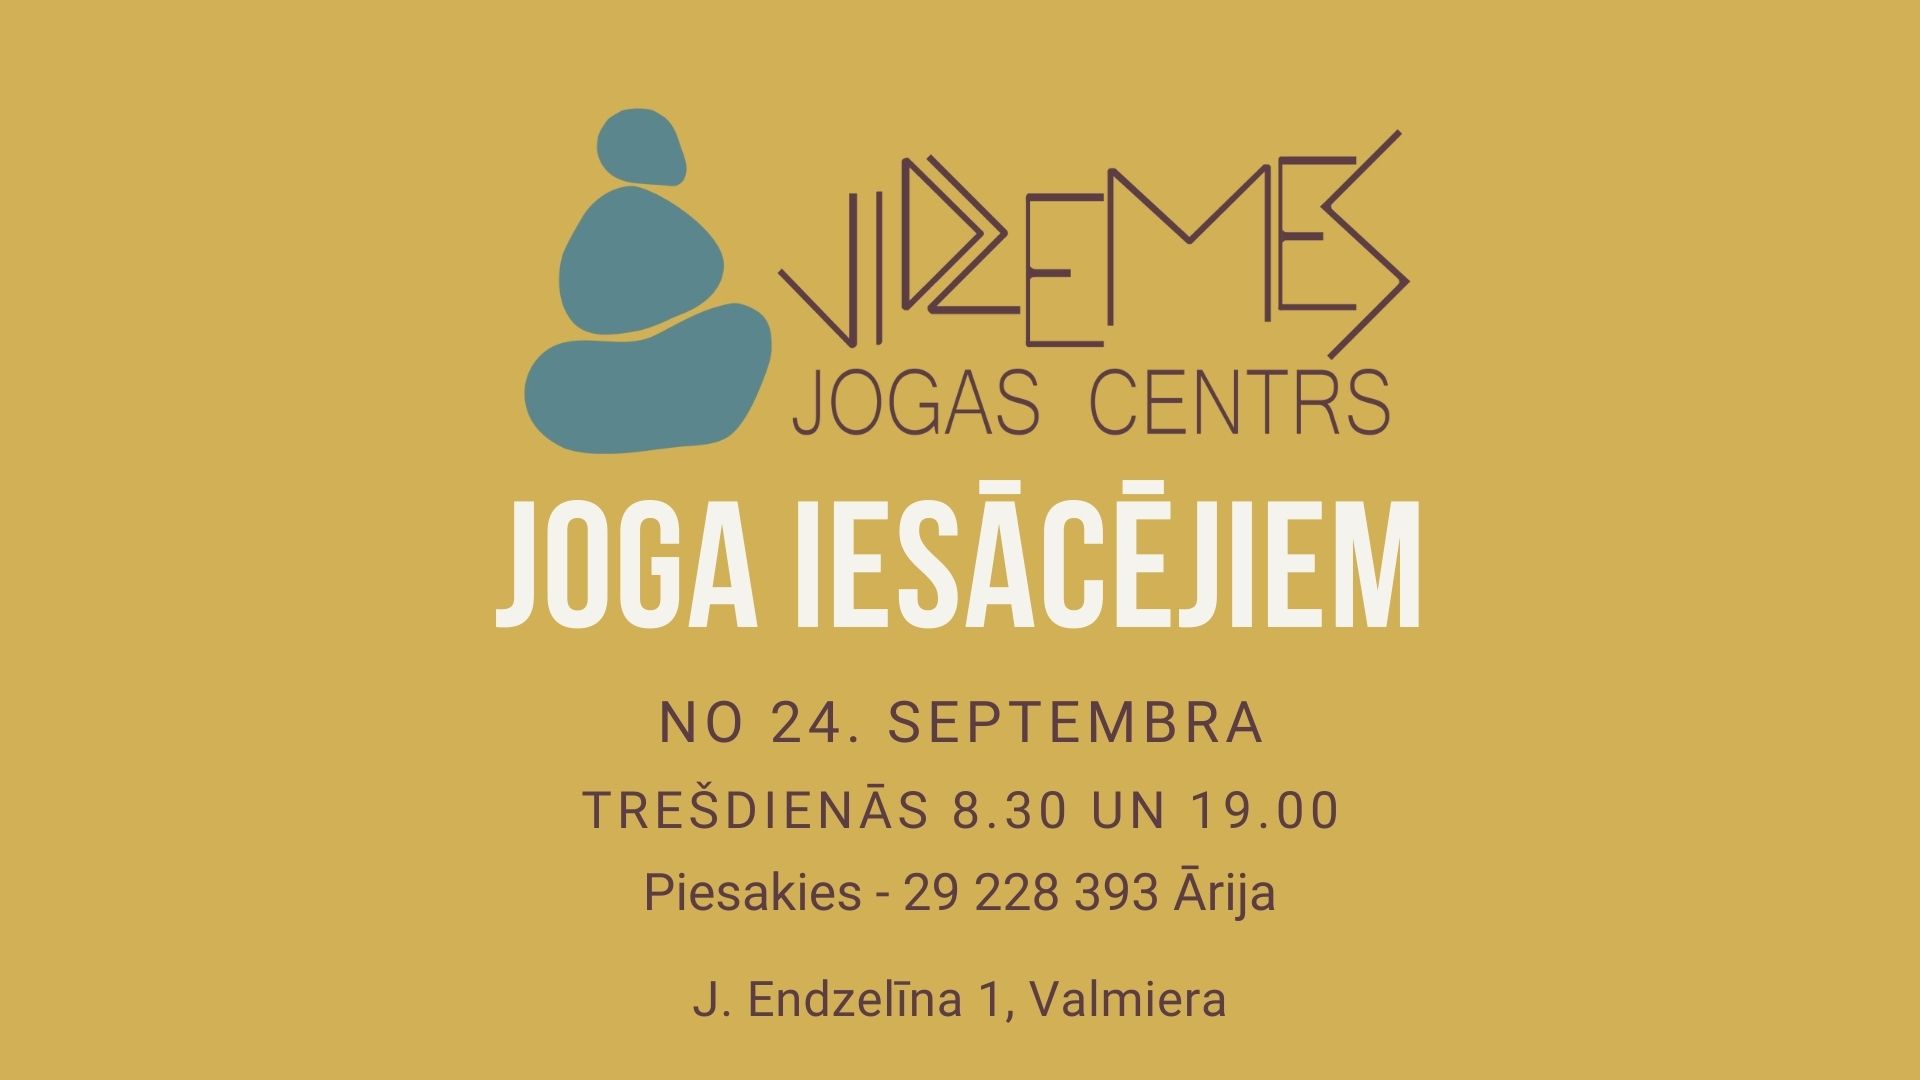 VIDZEMES
JOGAS CENTRS
JOGA IESĀCĒJIEM
NO 24. SEPTEMBRA
TREŠDIENĀS 8.30 UN 19.00
Piesakies - 29 228 393 Ārija
J. Endzelīna 1, Valmiera